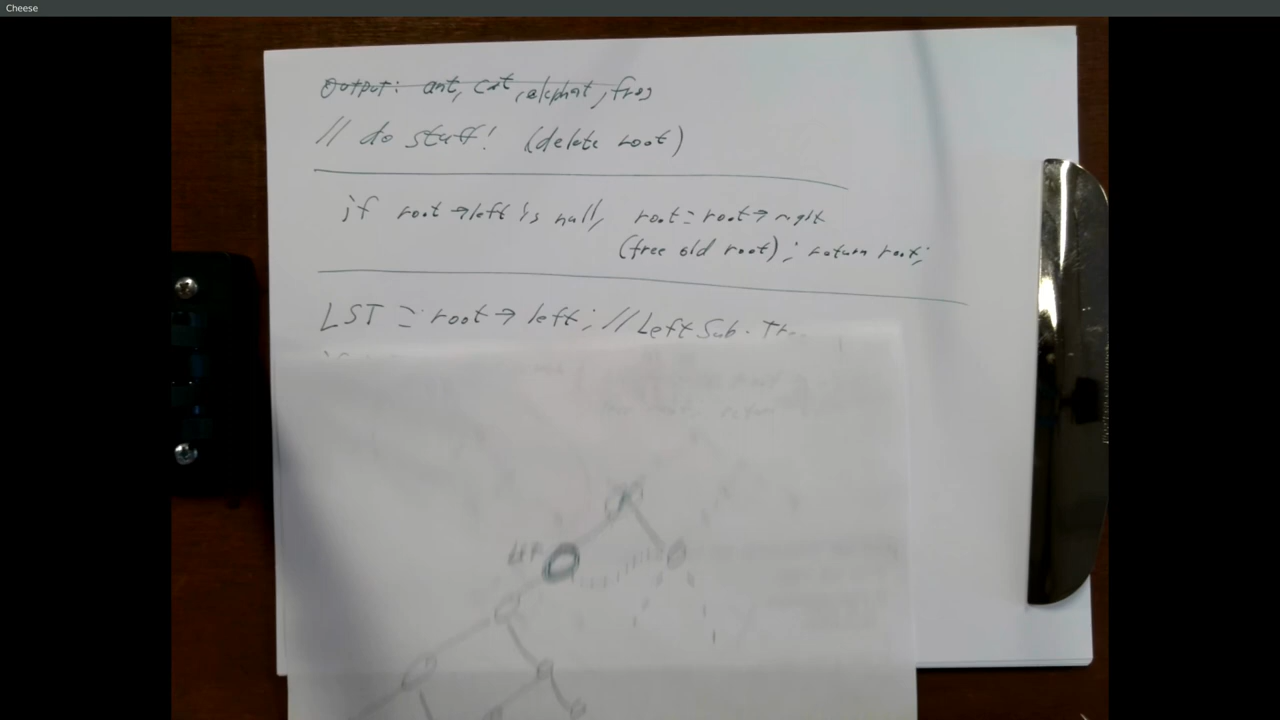 Cheese
Output: ant, cat, elephant, frog
// do stuff! (delete root)
if root→left is null, root = root→right
(free old root); return root;
LST = root→left; // Left Sub-Tr